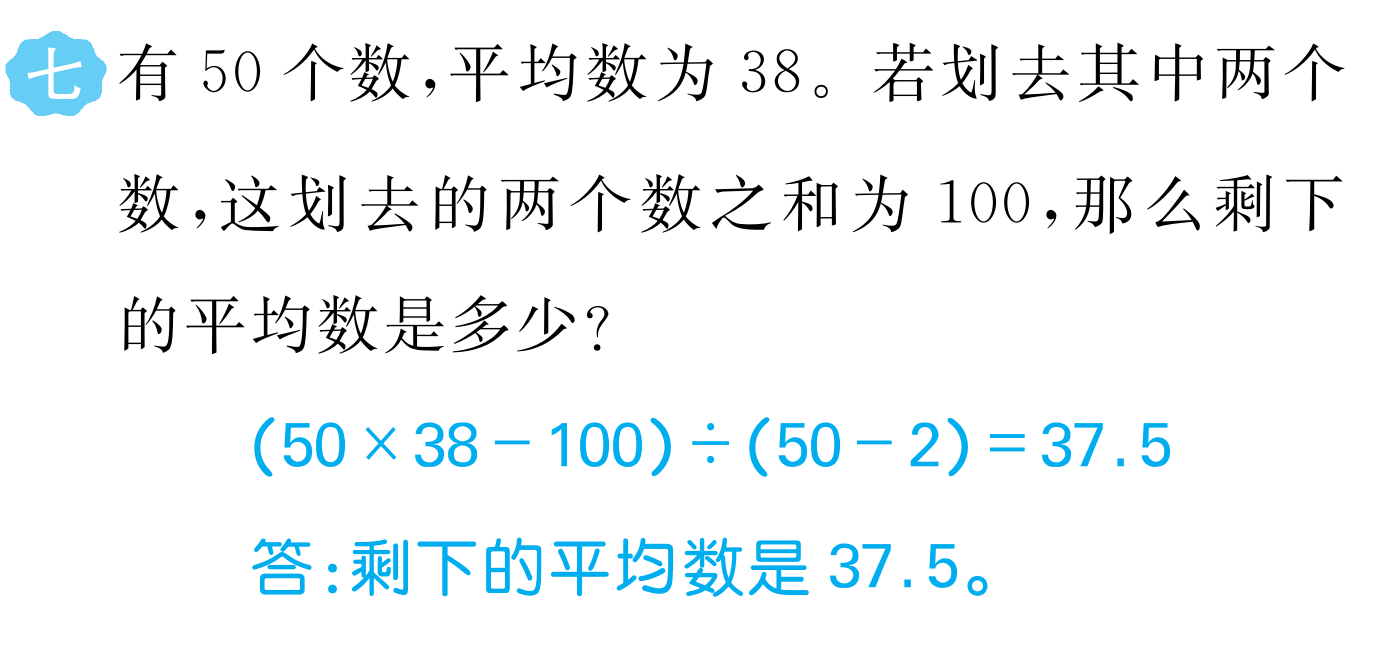 七 有 50 个数,平均数为 38。若划去其中两个
数,这划去的两个数之和为 100,那么剩下
的平均数是多少?
(50×38-100)÷(50-2)=37.5
答:剩下的平均数是 37.5。